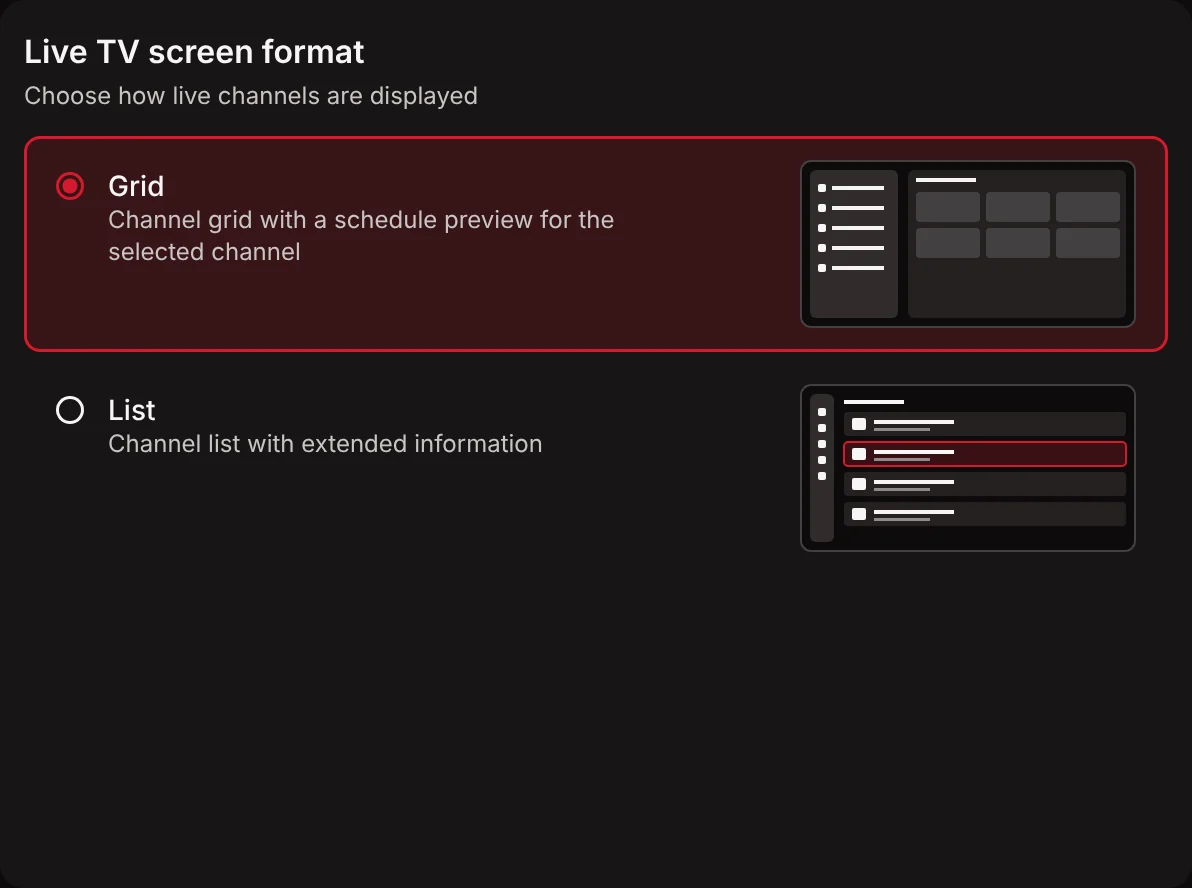 Live TV screen format
Choose how live channels are displayed
Grid
Channel grid with a schedule preview for the
selected channel
List
Channel list with extended information